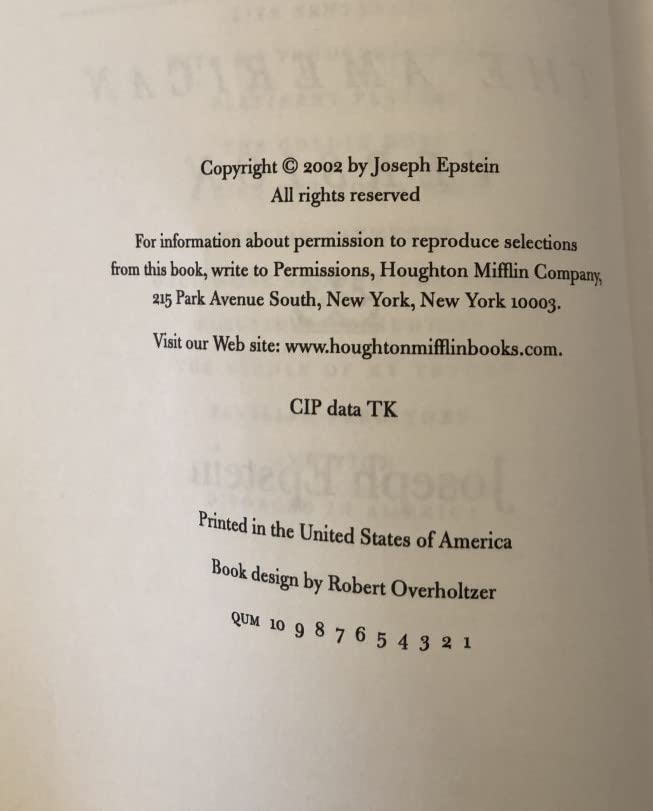 Copyright © 2002 by Joseph Epstein
All rights reserved
For information about permission to reproduce selections
from this book, write to Permissions, Houghton Mifflin Company,
215 Park Avenue South, New York, New York 10003.
Visit our Web site: www.houghtonmifflinbooks.com.
CIP data TK
Printed in the United States of America
Book design by Robert Overholtzer
QUM 10 9 8 7 6 5 4 3 2 1